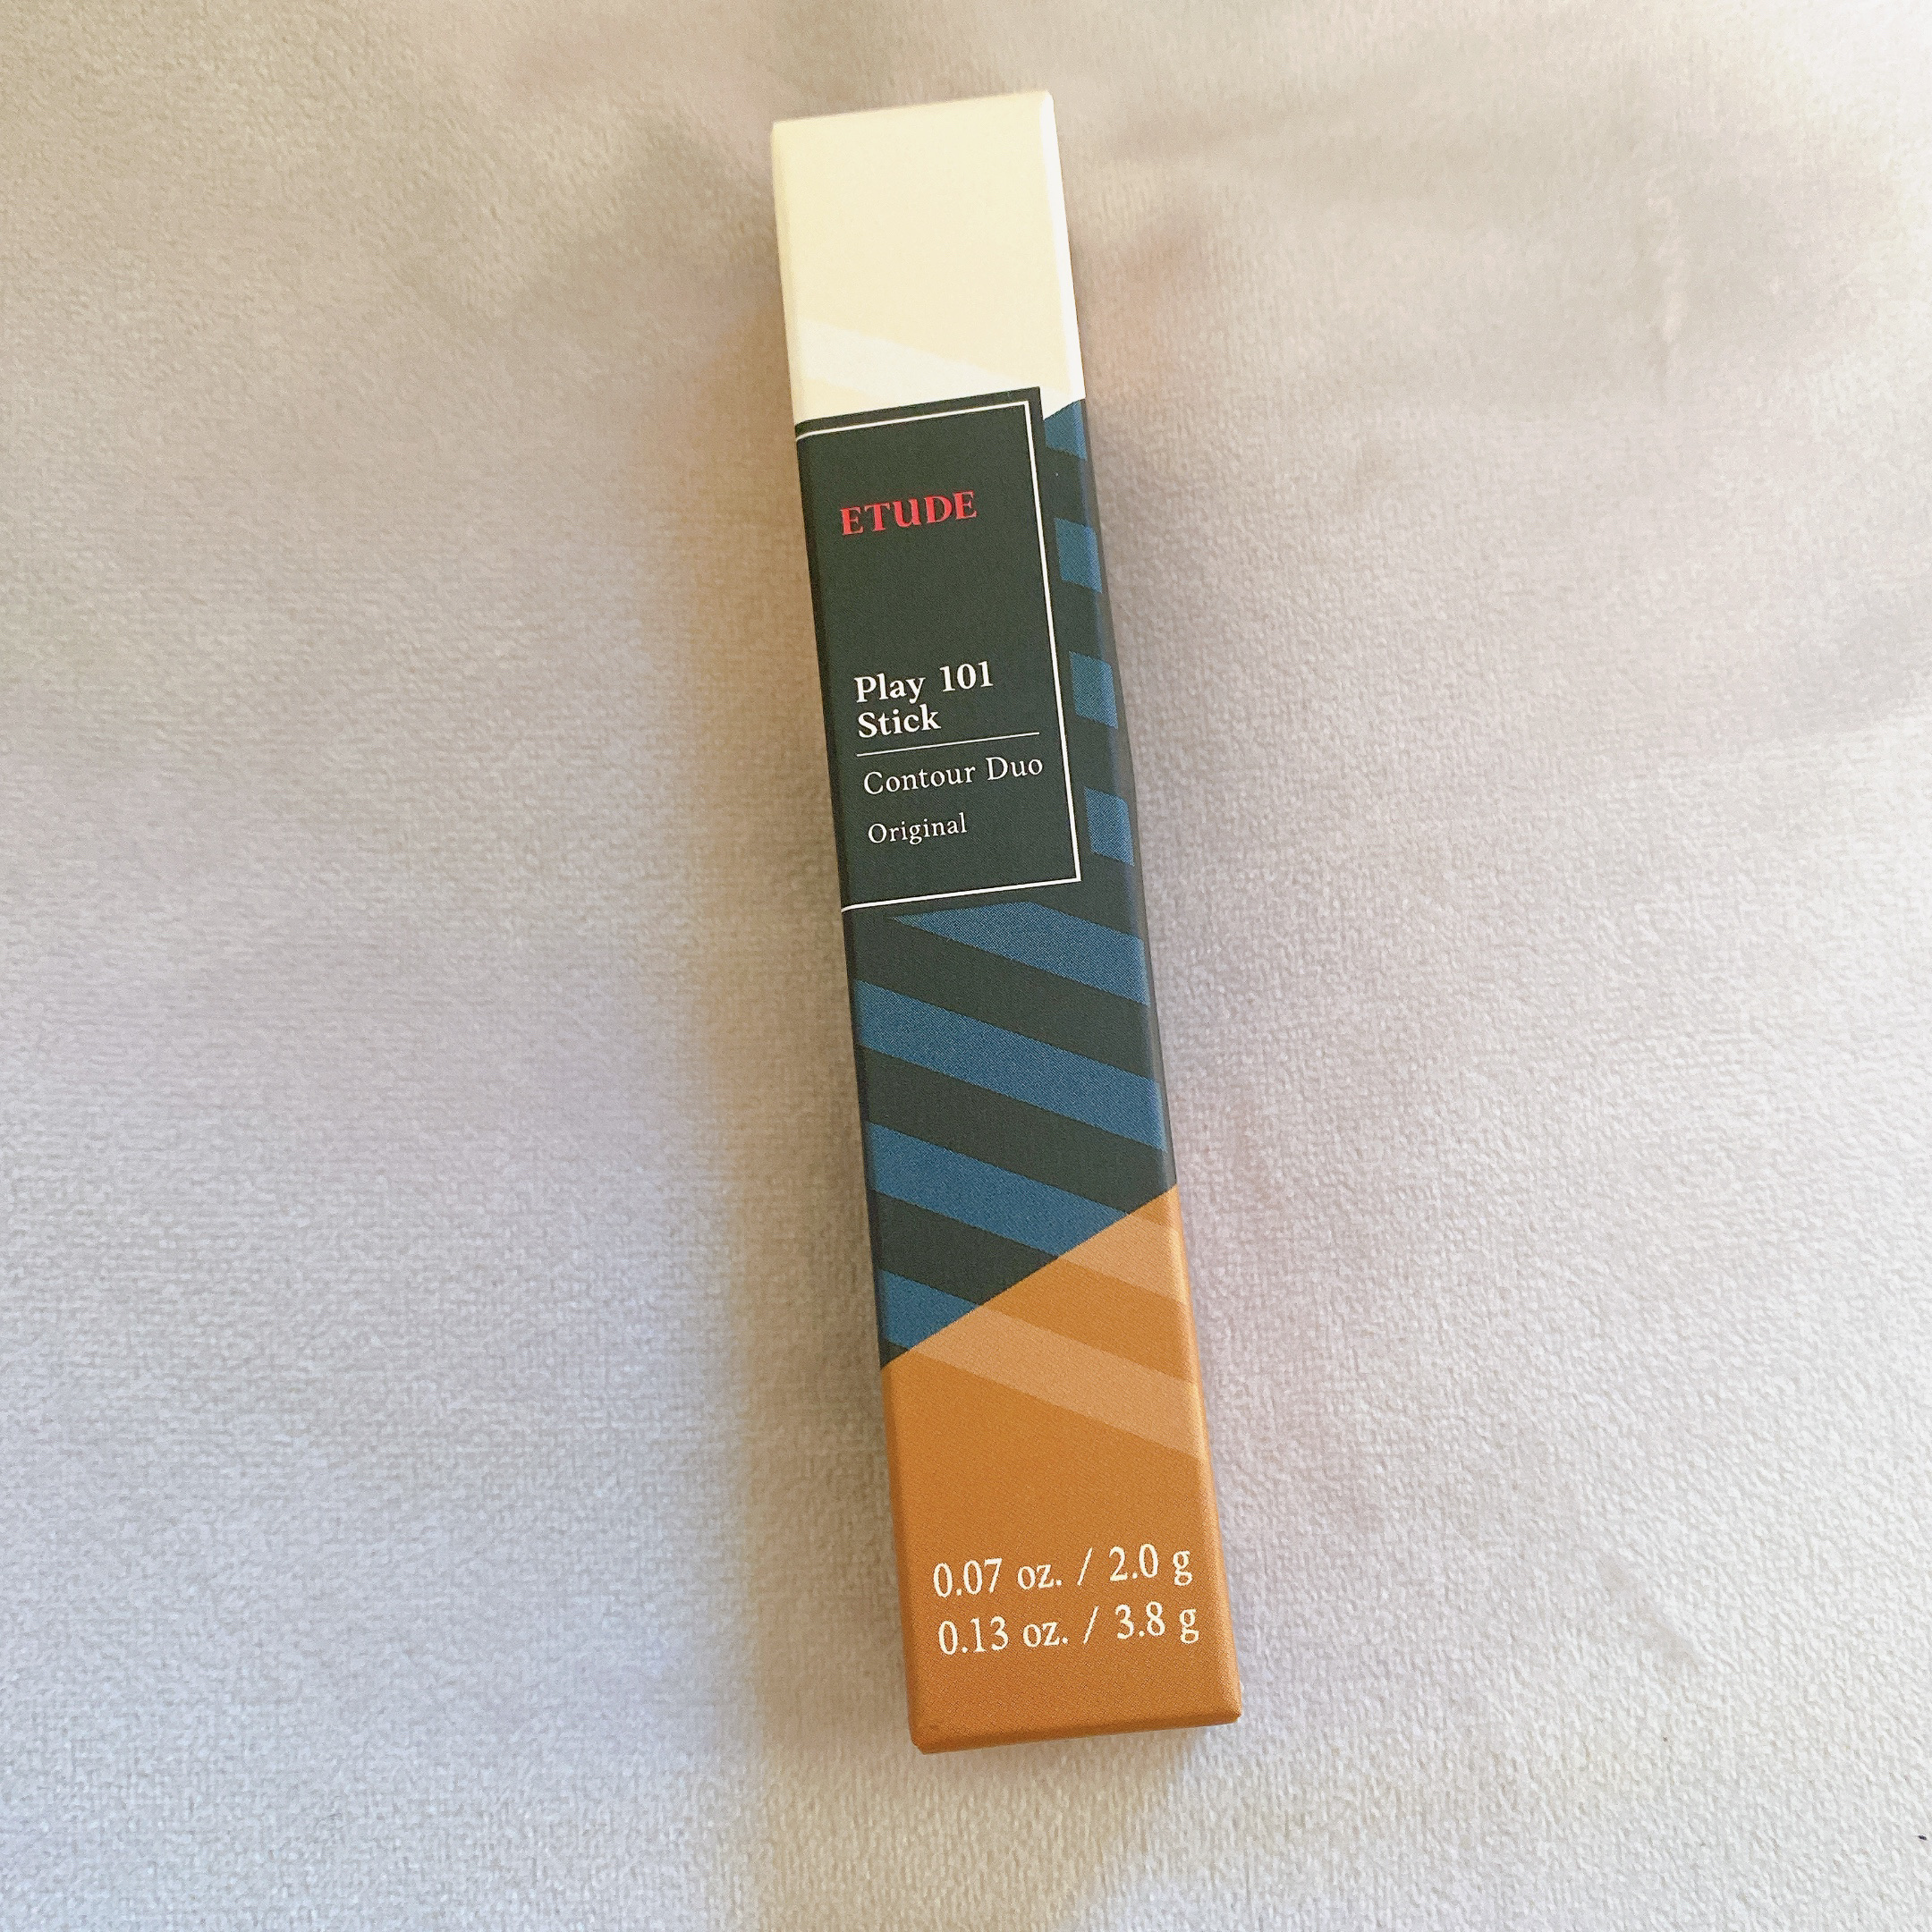 ETUDE
Play 101
Stick
Contour Duo
Original
0.07 oz. / 2.0 g
0.13 oz. / 3.8 g